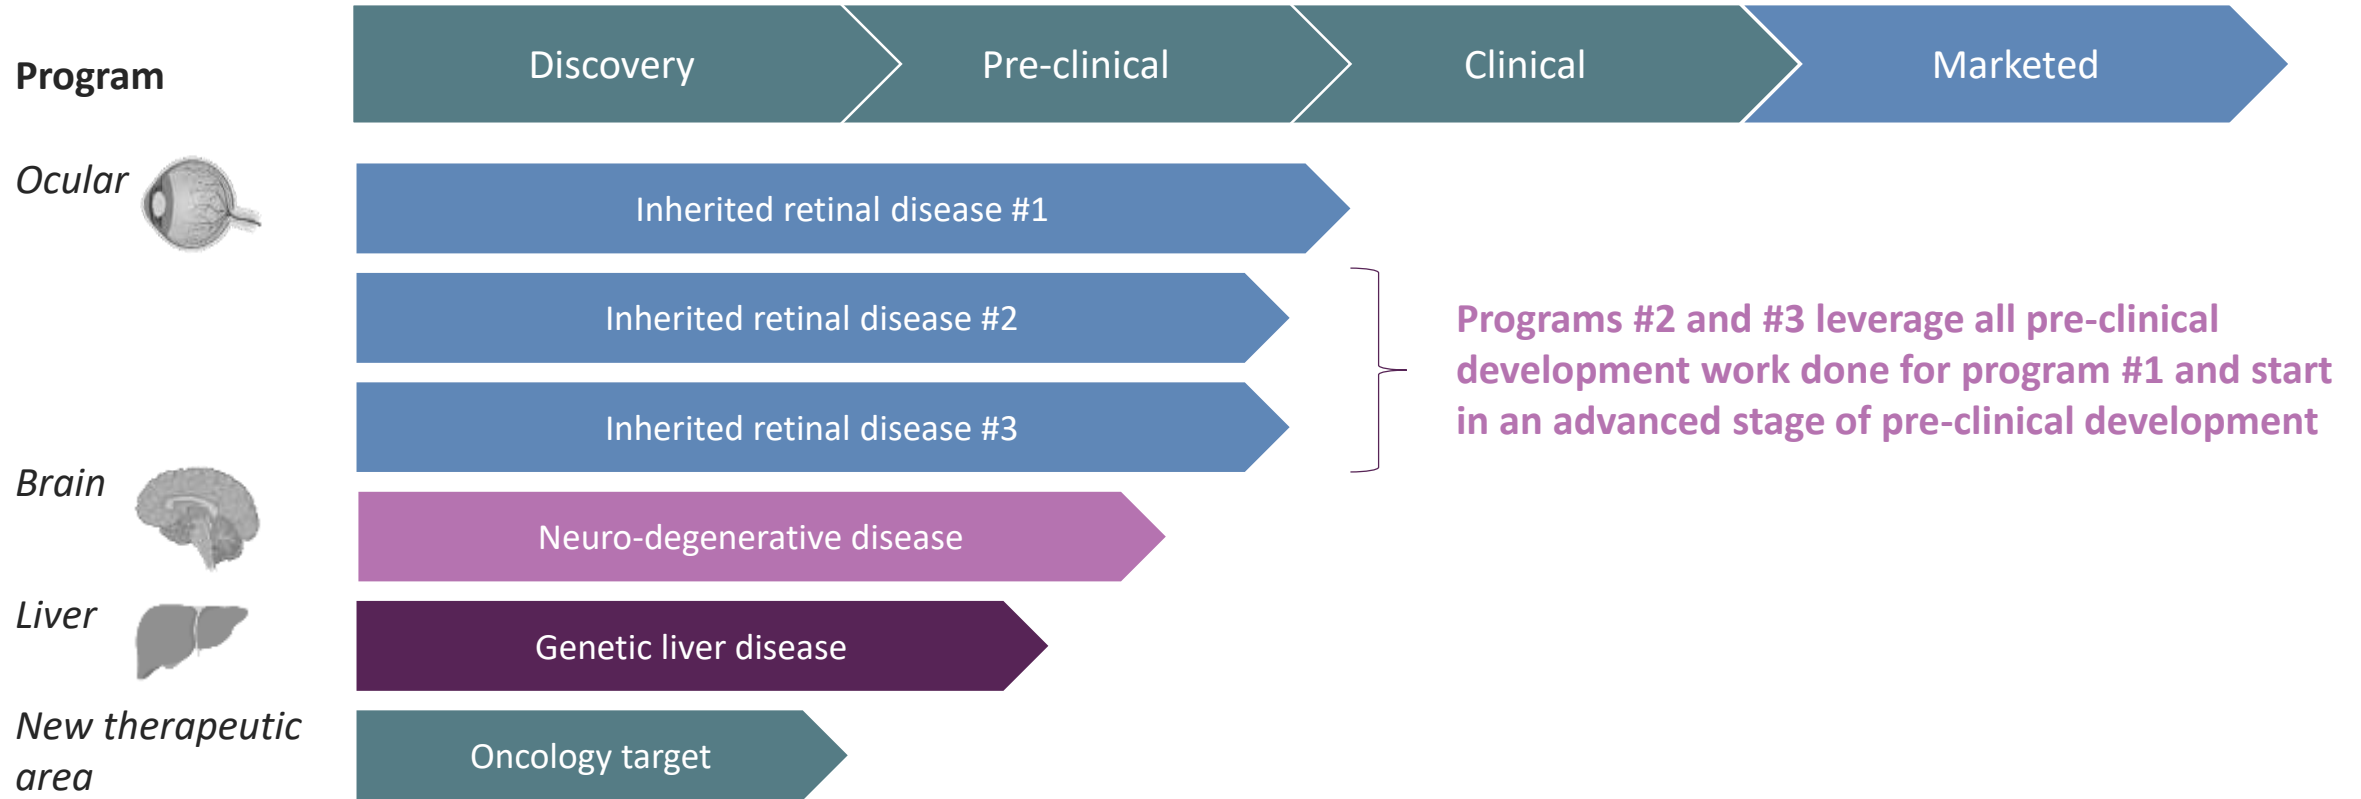 Program
Discovery
Pre-clinical
Clinical
Marketed
Ocular
Inherited retinal disease #1
Inherited retinal disease #2
Inherited retinal disease #3
Programs #2 and #3 leverage all pre-clinical
development work done for program #1 and start
in an advanced stage of pre-clinical development
Brain
Neuro-degenerative disease
Liver
Genetic liver disease
New therapeutic
area
Oncology target